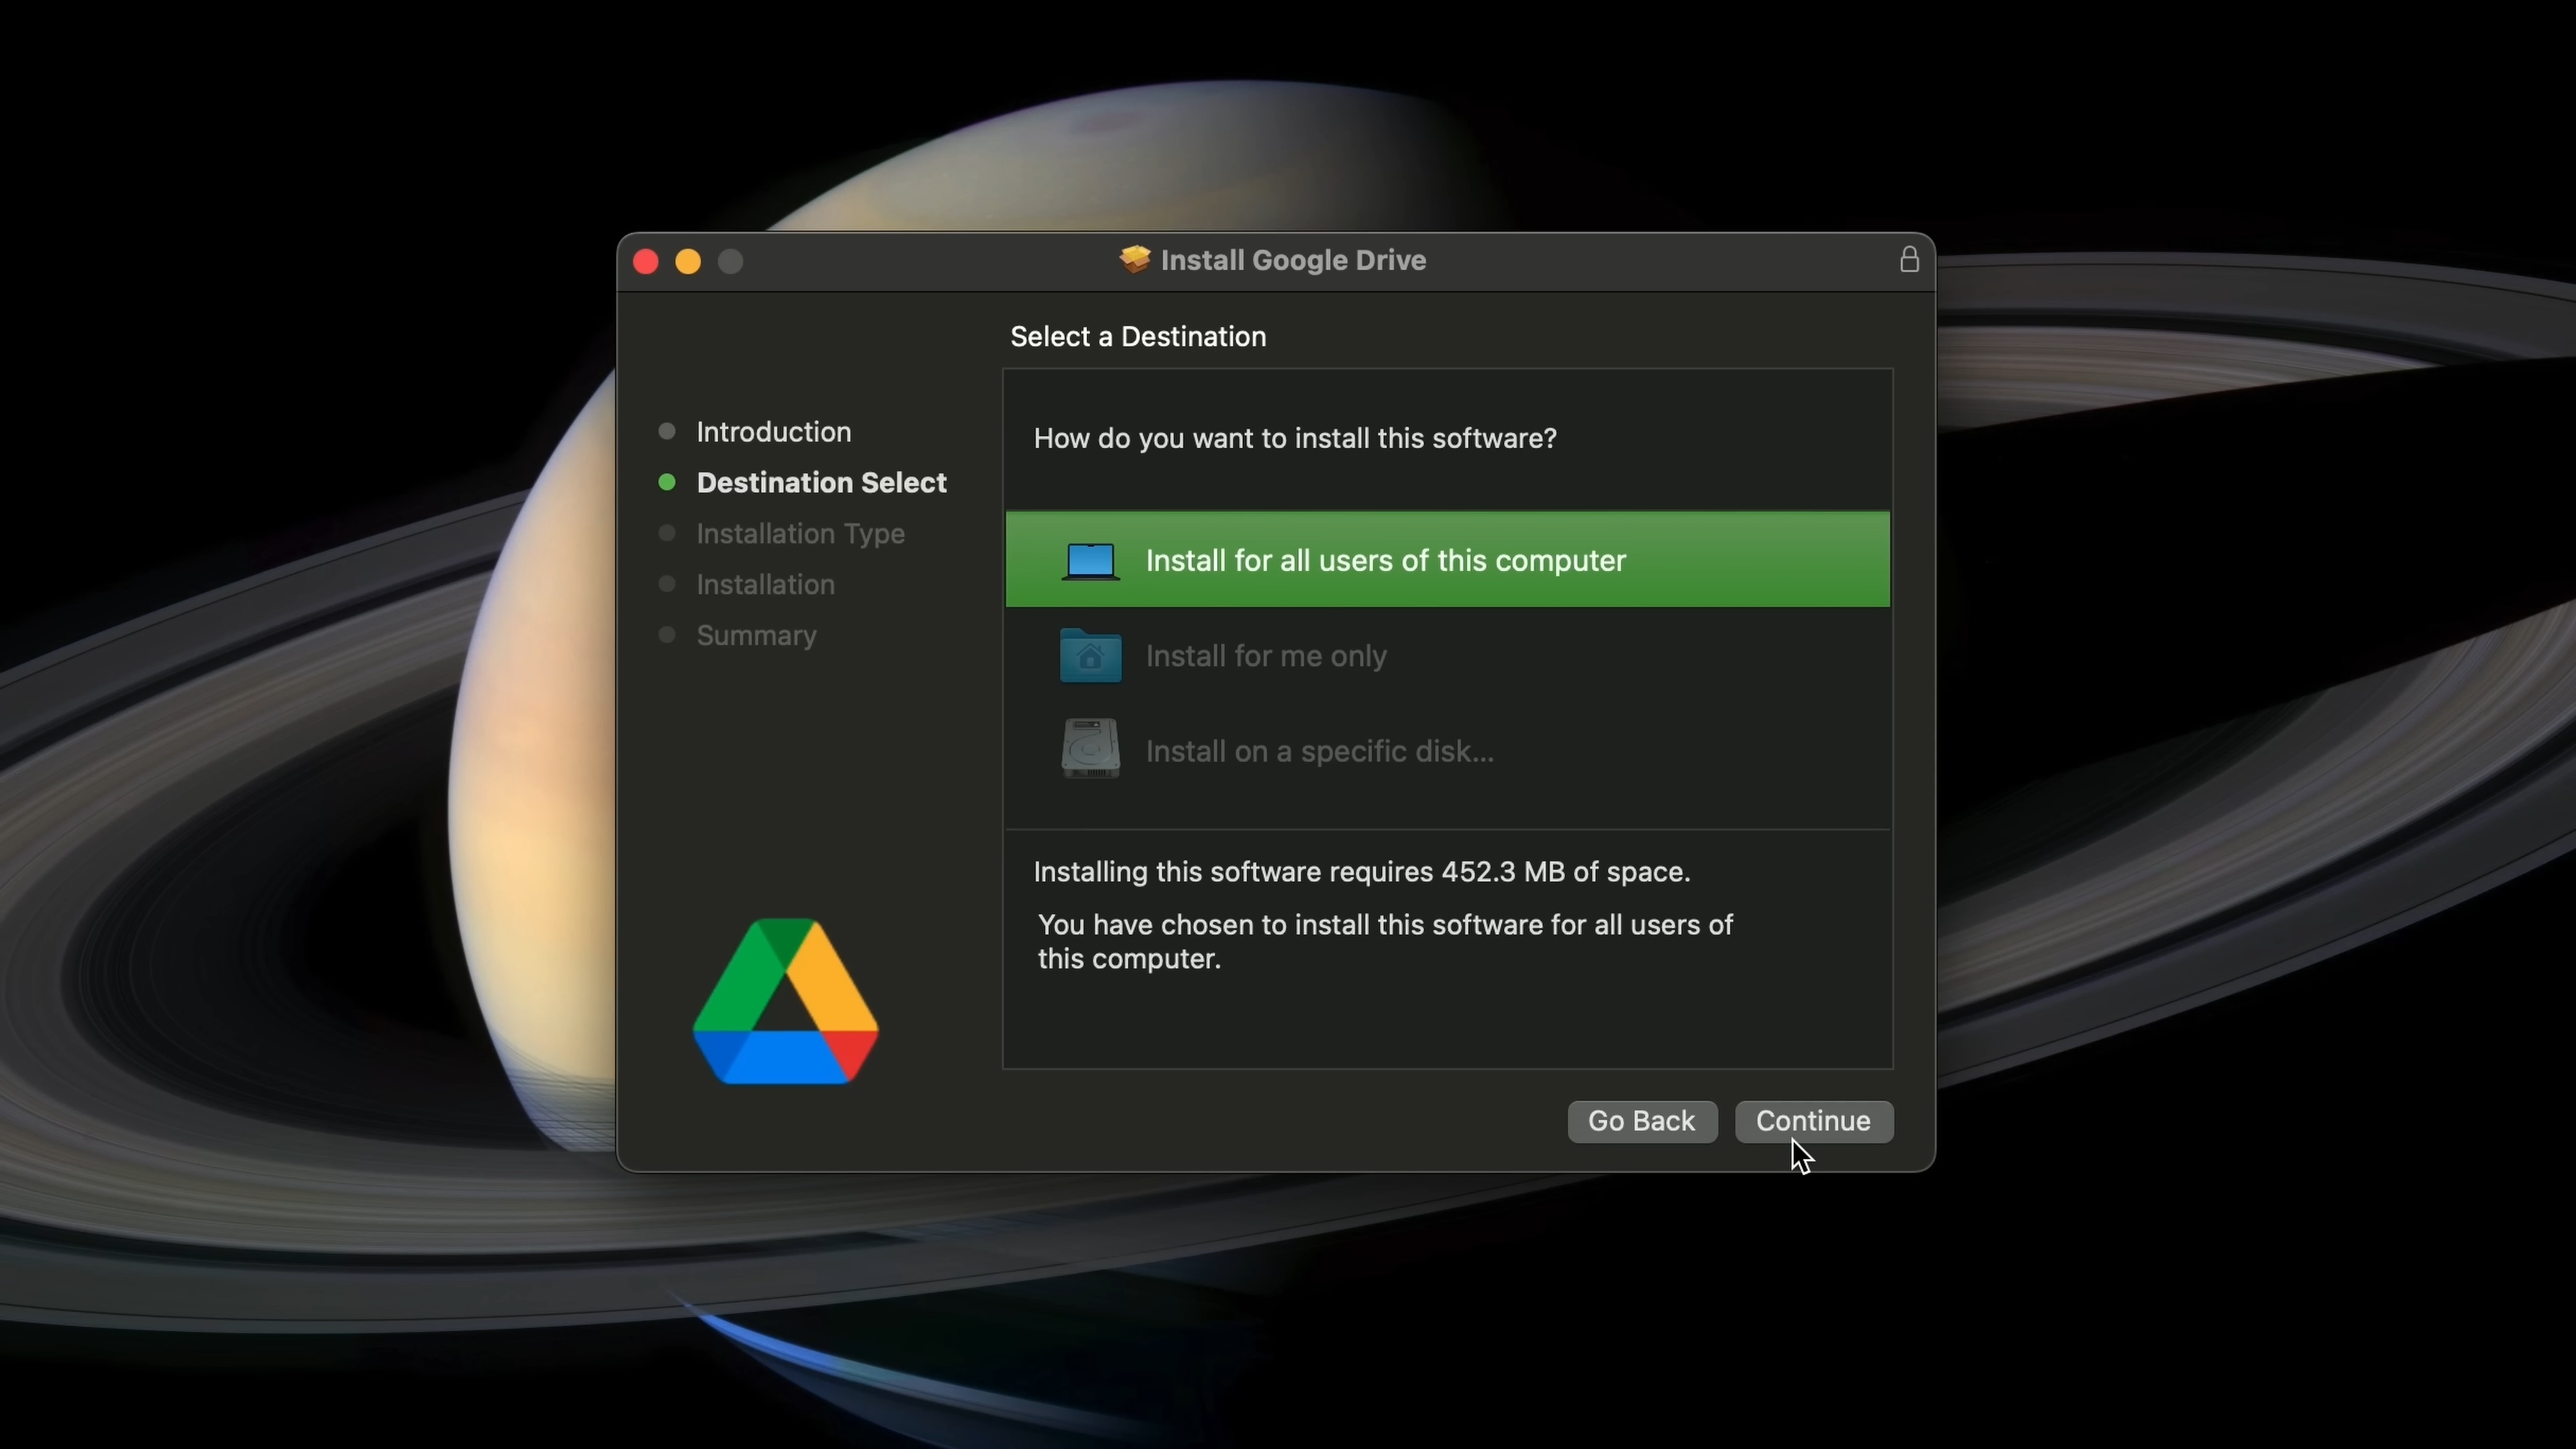 Install Google Drive
Select a Destination
Introduction
Destination Select
Installation Type
Installation
Summary
How do you want to install this software?
Install for all users of this computer
Install for me only
Install on a specific disk...
Installing this software requires 452.3 MB of space.
You have chosen to install this software for all users of
this computer.
Go Back
Continue